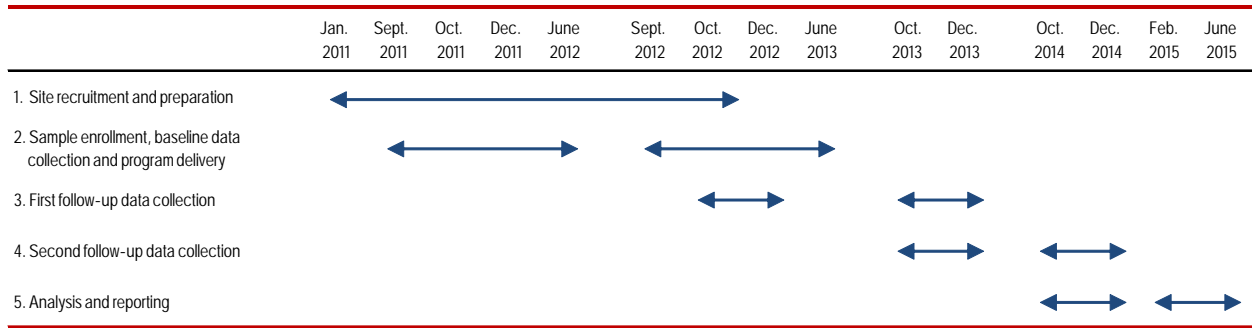 Jan. Sept. Oct. Dec. June Sept. Oct. Dec. June Oct. Dec. Oct. Dec. Feb. June
2011 2011 2011 2011 2012 2012 2012 2012 2013 2013 2013 2014 2014 2015 2015
1. Site recruitment and preparation
2. Sample enrollment, baseline data
collection and program delivery
3. First follow-up data collection
4. Second follow-up data collection
5. Analysis and reporting